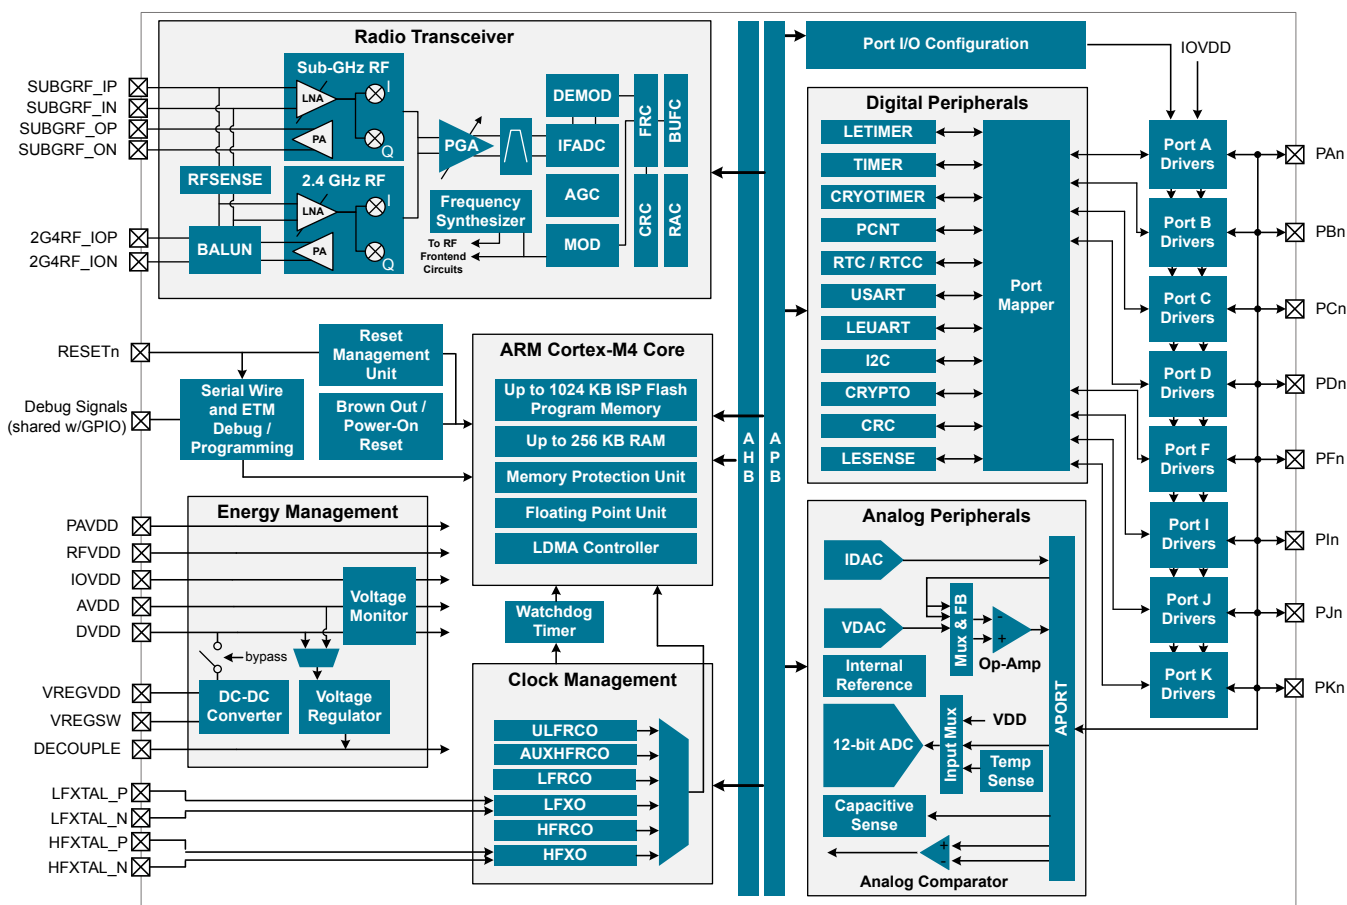 Radio Transceiver
SUBGRF_IP
SUBGRF_IN
SUBGRF_OP
SUBGRF_ON
2G4RF_IOP
2G4RF_ION
Sub-GHz RF
LNA
I
PA
Q
RFSENSE
2.4 GHz RF
LNA
I
PA
Q
BALUN
PGA
Frequency
Synthesizer
To RF
Frontend
Circuits
DEMOD
IFADC
AGC
MOD
FRC
BUFC
CRC
RAC
RESETn
Debug Signals
(shared w/GPIO)
Reset
Management
Unit
Serial Wire
and ETM
Debug /
Programming
Brown Out /
Power-On
Reset
ARM Cortex-M4 Core
Up to 1024 KB ISP Flash
Program Memory
Up to 256 KB RAM
Memory Protection Unit
Floating Point Unit
LDMA Controller
Watchdog
Timer
Energy Management
PAVDD
RFVDD
IOVDD
AVDD
DVDD
VREGVDD
VREGSW
DECOUPLE
Voltage
Monitor
bypass
DC-DC
Converter
Voltage
Regulator
Clock Management
ULFRCO
AUXHFRCO
LFRCO
LFXO
HFRCO
HFXO
LFXTAL_P
LFXTAL_N
HFXTAL_P
HFXTAL_N
A
H
B
A
P
B
Port I/O Configuration
IOVDD
Digital Peripherals
LETIMER
TIMER
CRYOTIMER
PCNT
RTC / RTCC
USART
LEUART
I2C
CRYPTO
CRC
LESENSE
Port
Mapper
Port A
Drivers
PAn
Port B
Drivers
PBn
Port C
Drivers
PCn
Port D
Drivers
PDn
Port F
Drivers
PFn
Port I
Drivers
PIn
Port J
Drivers
PJn
Port K
Drivers
PKn
Analog Peripherals
IDAC
VDAC
Mux & FB
-
+
Op-Amp
Internal
Reference
12-bit ADC
Input Mux
VDD
Temp
Sense
Capacitive
Sense
+
-
Analog Comparator
APORT